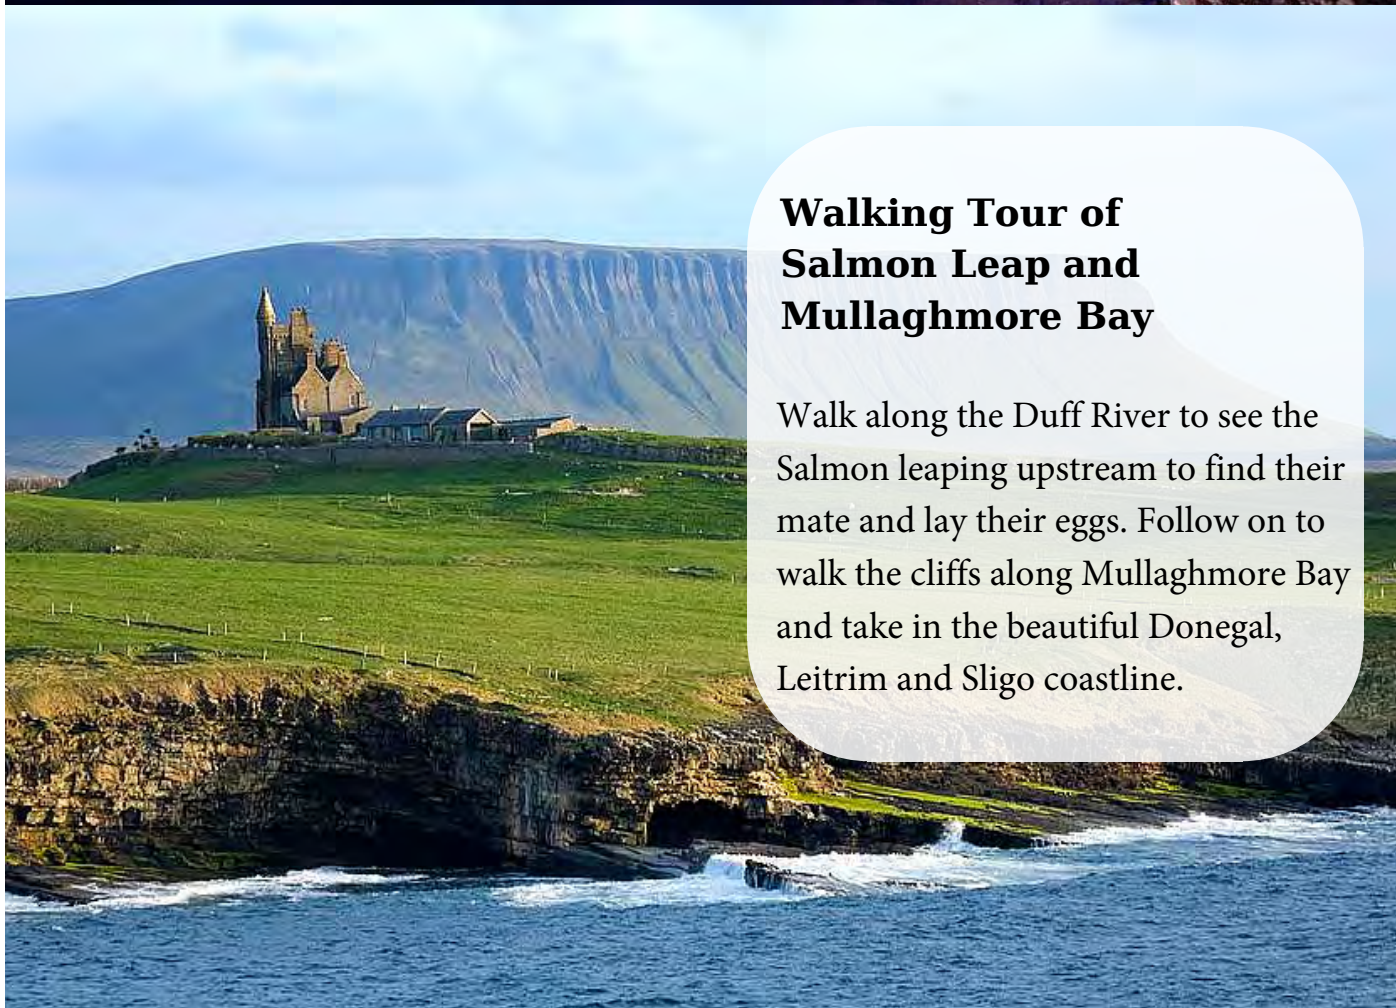 Walking Tour of
Salmon Leap and
Mullaghmore Bay
Walk along the Duff River to see the
Salmon leaping upstream to find their
mate and lay their eggs. Follow on to
walk the cliffs along Mullaghmore Bay
and take in the beautiful Donegal,
Leitrim and Sligo coastline.